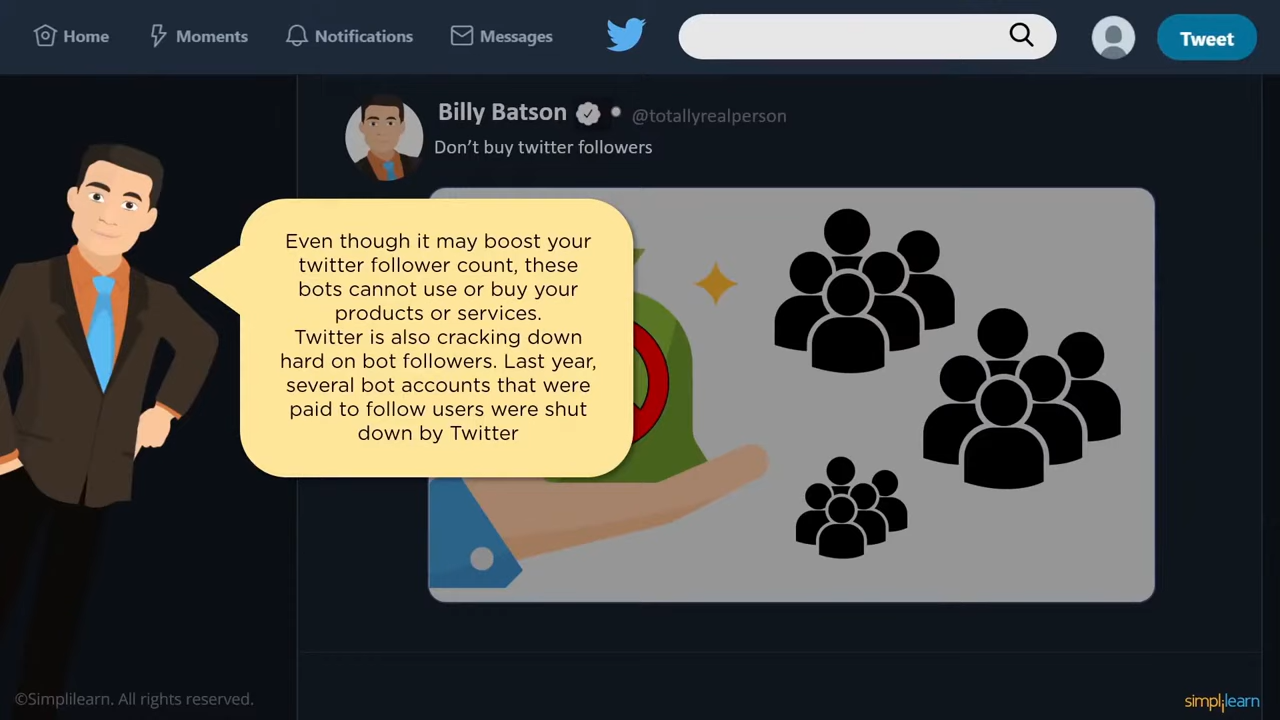 Home Moments Notifications Messages Tweet
Billy Batson @totallyrealperson
Don’t buy twitter followers
Even though it may boost your
twitter follower count, these
bots cannot use or buy your
products or services.
Twitter is also cracking down
hard on bot followers. Last year,
several bot accounts that were
paid to follow users were shut
down by Twitter
©Simplilearn. All rights reserved.
simplilearn